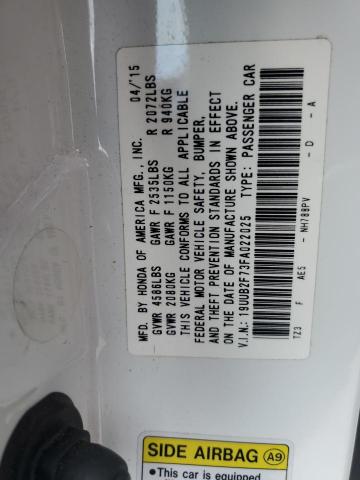 MFD. BY HONDA OF AMERICA MFG., INC. 04/'15
GVWR 4586LBS GAWR F 2535LBS R 2072LBS
GVWR 2080KG GAWR F 1150KG R 940KG
THIS VEHICLE CONFORMS TO ALL APPLICABLE
FEDERAL MOTOR VEHICLE SAFETY, BUMPER,
AND THEFT PREVENTION STANDARDS IN EFFECT ON
THE DATE OF MANUFACTURE SHOWN ABOVE.
V.I.N.: 19UUB2F73FA022025 TYPE: PASSENGER CAR
TZ3 F AE5 - NH788PV - D - A
SIDE AIRBAG A9
This car is equipped